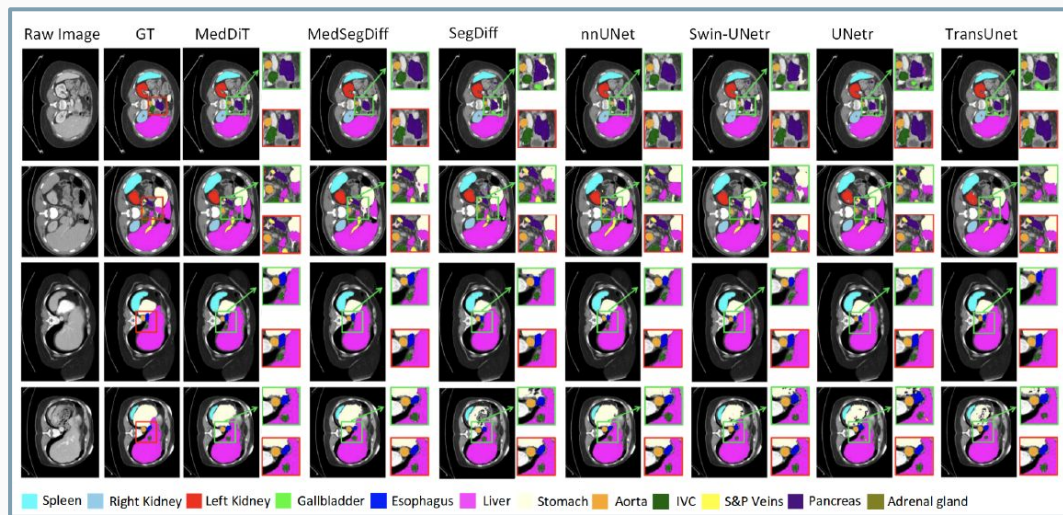 Raw Image GT MedDiT MedSegDiff SegDiff nnUNet Swin-UNetr UNetr TransUnet
Spleen Right Kidney Left Kidney Gallbladder Esophagus Liver Stomach Aorta IVC S&P Veins Pancreas Adrenal gland